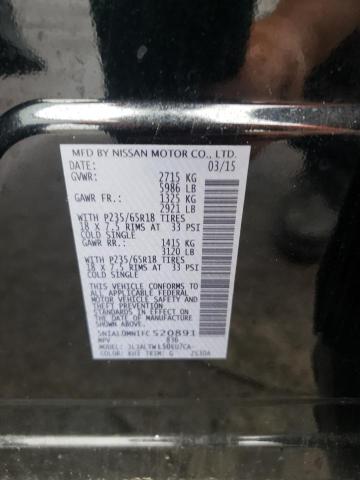 MFD BY NISSAN MOTOR CO., LTD.
DATE: 03/15
GVWR: 2715 KG
5986 LB
GAWR FR: 1325 KG
2921 LB
WITH P235/65R18 TIRES
18 X 7.5 RIMS AT 33 PSI
COLD SINGLE
GAWR RR: 1415 KG
3120 LB
WITH P235/65R18 TIRES
18 X 7.5 RIMS AT 33 PSI
COLD SINGLE
THIS VEHICLE CONFORMS TO ALL
APPLICABLE FEDERAL MOTOR
VEHICLE SAFETY AND THEFT
PREVENTION STANDARDS IN EFFECT
ON THE DATE OF MANUFACTURE
SHOWN ABOVE.
5N1AL0MN1FC520891
MPV
COLOR: KH3 TRIM: G